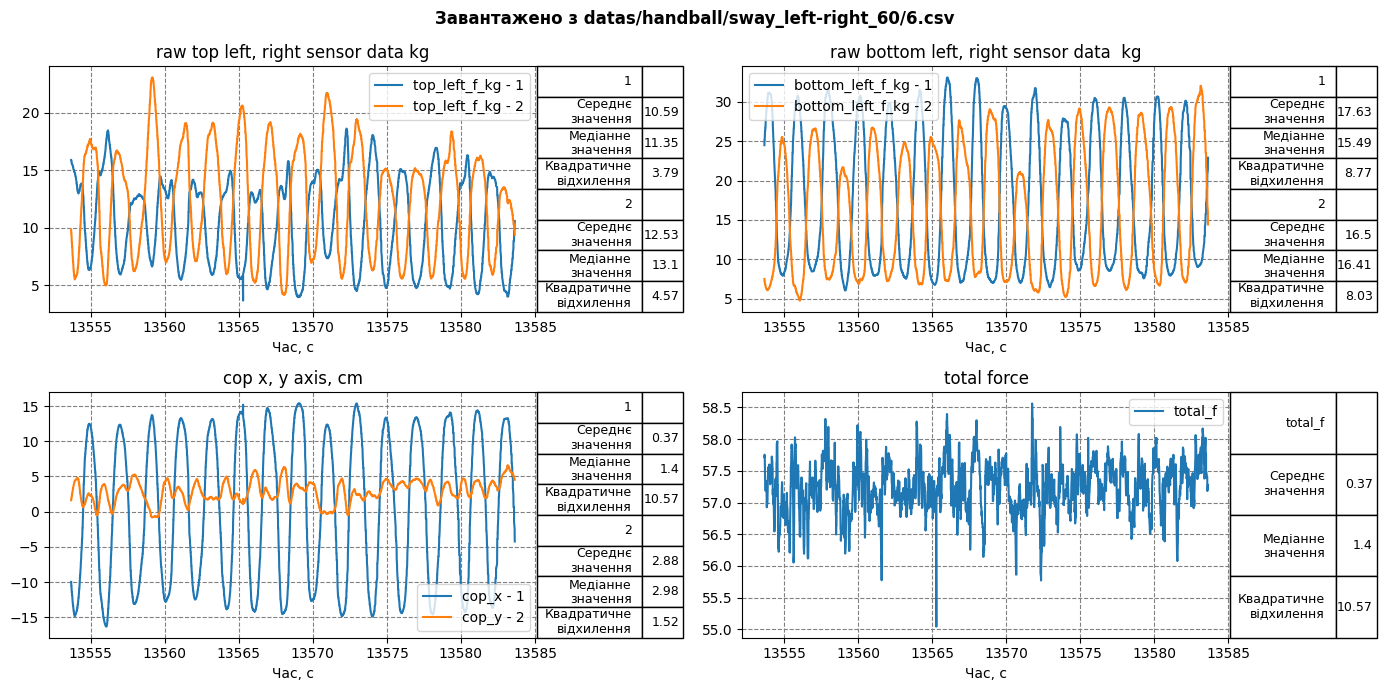 Завантажено з datas/handball/sway_left-right_60/6.csv
raw top left, right sensor data kg
top_left_f_kg - 1
top_left_f_kg - 2
20
15
10
5
13555 13560 13565 13570 13575 13580 13585
Час, с
1
Середнє
значення 10.59
Медіанне
значення 11.35
Квадратичне
відхилення 3.79
2
Середнє
значення 12.53
Медіанне
значення 13.1
Квадратичне
відхилення 4.57
raw bottom left, right sensor data  kg
bottom_left_f_kg - 1
bottom_left_f_kg - 2
30
25
20
15
10
5
13555 13560 13565 13570 13575 13580 13585
Час, с
1
Середнє
значення 17.63
Медіанне
значення 15.49
Квадратичне
відхилення 8.77
2
Середнє
значення 16.5
Медіанне
значення 16.41
Квадратичне
відхилення 8.03
cop x, y axis, cm
15
10
5
0
−5
−10
−15
cop_x - 1
cop_y - 2
13555 13560 13565 13570 13575 13580 13585
Час, с
1
Середнє
значення 0.37
Медіанне
значення 1.4
Квадратичне
відхилення 10.57
2
Середнє
значення 2.88
Медіанне
значення 2.98
Квадратичне
відхилення 1.52
total force
total_f
58.5
58.0
57.5
57.0
56.5
56.0
55.5
55.0
13555 13560 13565 13570 13575 13580 13585
Час, с
total_f
Середнє
значення 0.37
Медіанне
значення 1.4
Квадратичне
відхилення 10.57